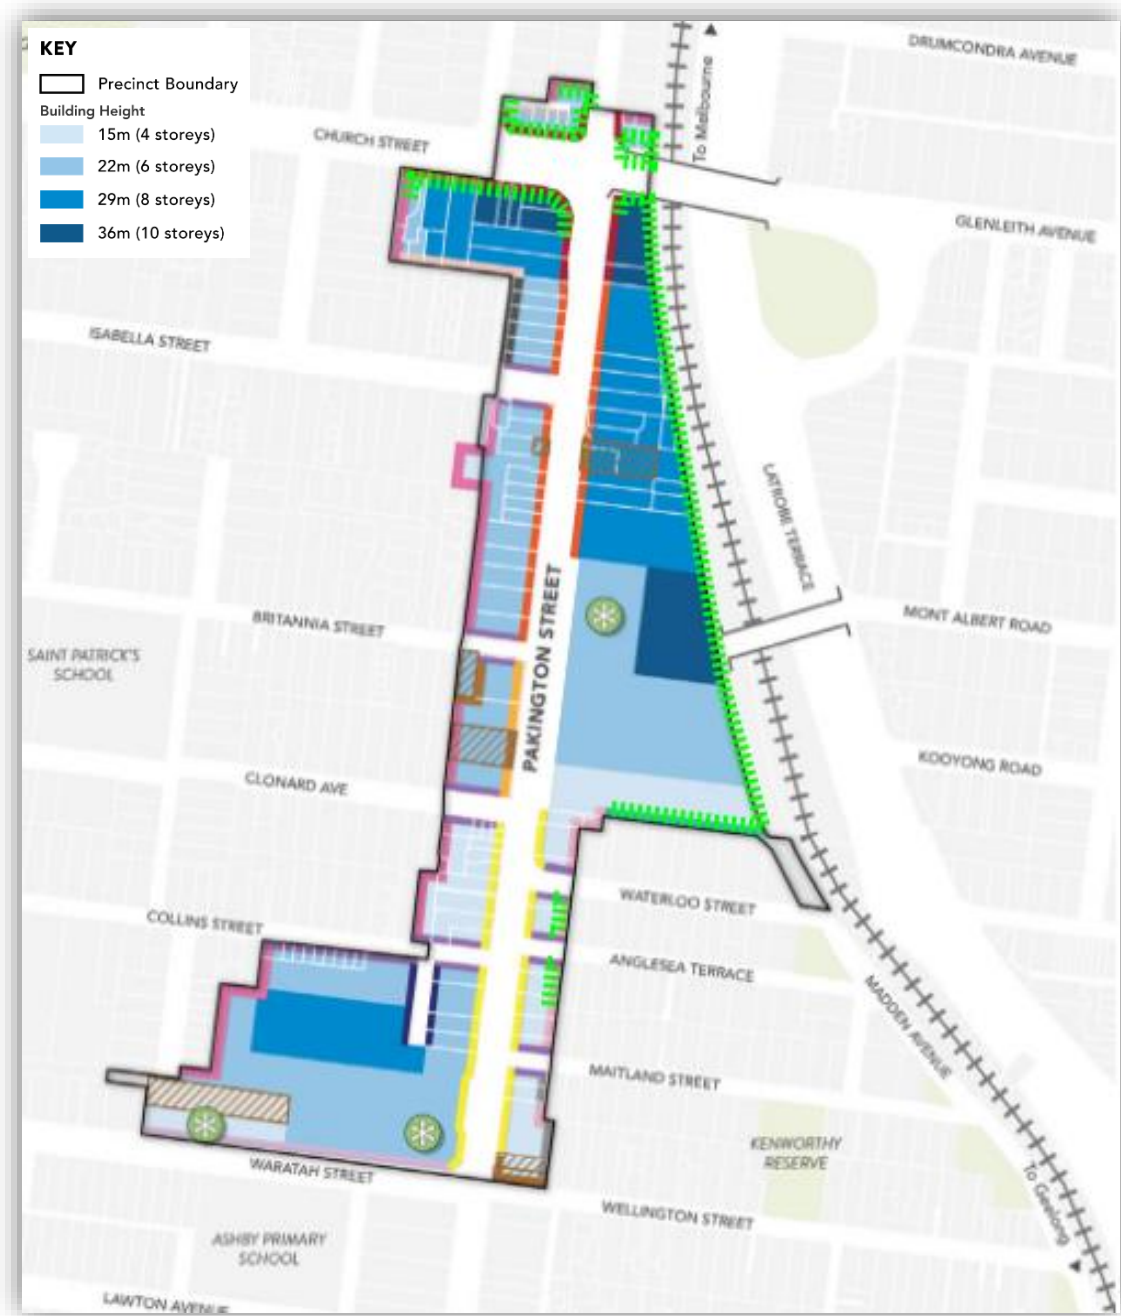 KEY
Precinct Boundary
Building Height
15m (4 storeys)
22m (6 storeys)
29m (8 storeys)
36m (10 storeys)
To Melbourne
DRUMCONDRA AVENUE
CHURCH STREET
GLENLEITH AVENUE
ISABELLA STREET
LATROBE TERRACE
PAKINGTON STREET
BRITANNIA STREET
MONT ALBERT ROAD
SAINT PATRICK'S
SCHOOL
KOOYONG ROAD
CLONARD AVE
WATERLOO STREET
COLLINS STREET
ANGLESEA TERRACE
MADDEN AVENUE
MAITLAND STREET
KENWORTHY
RESERVE
WARATAH STREET
To Geelong
WELLINGTON STREET
ASHBY PRIMARY
SCHOOL
LAWTON AVENUE